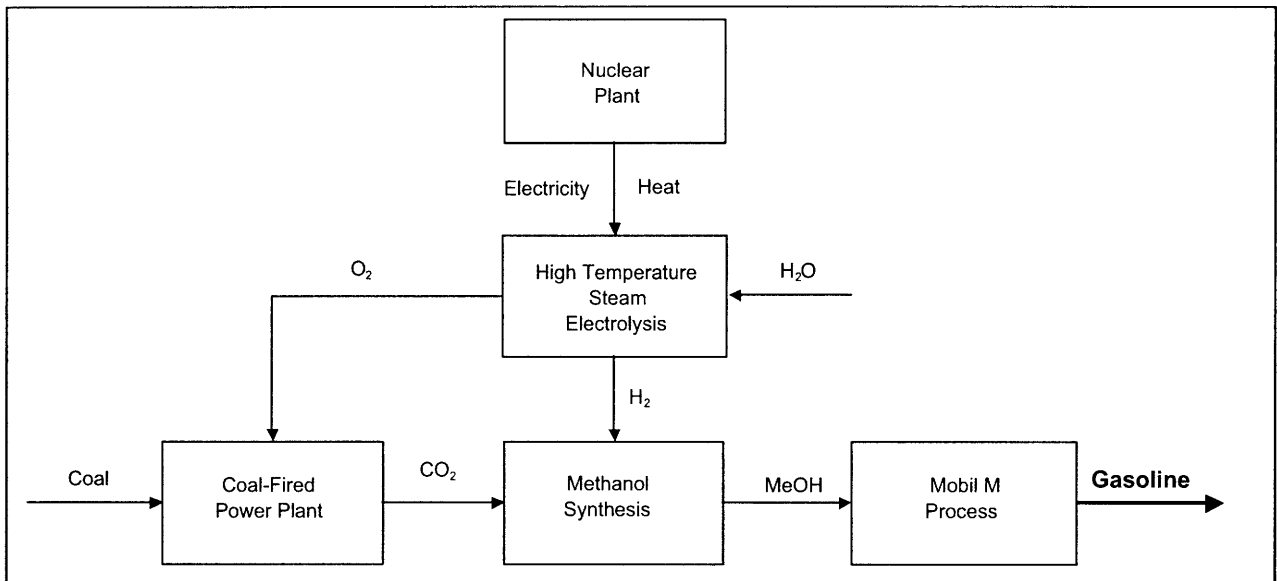 Nuclear
Plant
Electricity Heat
O₂
High Temperature
Steam
Electrolysis
H₂O
H₂
Coal
Coal-Fired
Power Plant
CO₂
Methanol
Synthesis
MeOH
Mobil M
Process
Gasoline